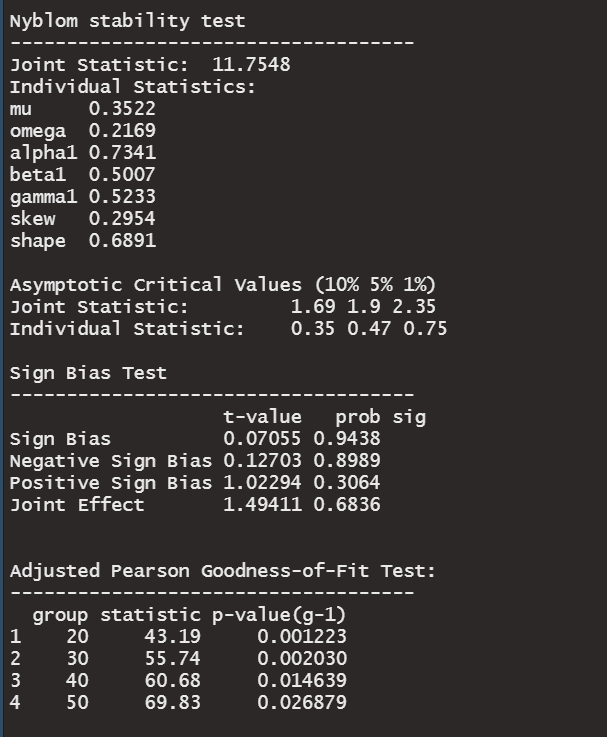 Nyblom stability test
------------------------------------
Joint Statistic:  11.7548
Individual Statistics:
mu     0.3522
omega  0.2169
alpha1 0.7341
beta1  0.5007
gamma1 0.5233
skew   0.2954
shape  0.6891
Asymptotic Critical Values (10% 5% 1%)
Joint Statistic:         1.69 1.9 2.35
Individual Statistic:    0.35 0.47 0.75
Sign Bias Test
------------------------------------
                   t-value   prob sig
Sign Bias          0.07055 0.9438
Negative Sign Bias 0.12703 0.8989
Positive Sign Bias 1.02294 0.3064
Joint Effect       1.49411 0.6836
Adjusted Pearson Goodness-of-Fit Test:
------------------------------------
  group statistic p-value(g-1)
1    20     43.19     0.001223
2    30     55.74     0.002030
3    40     60.68     0.014639
4    50     69.83     0.026879